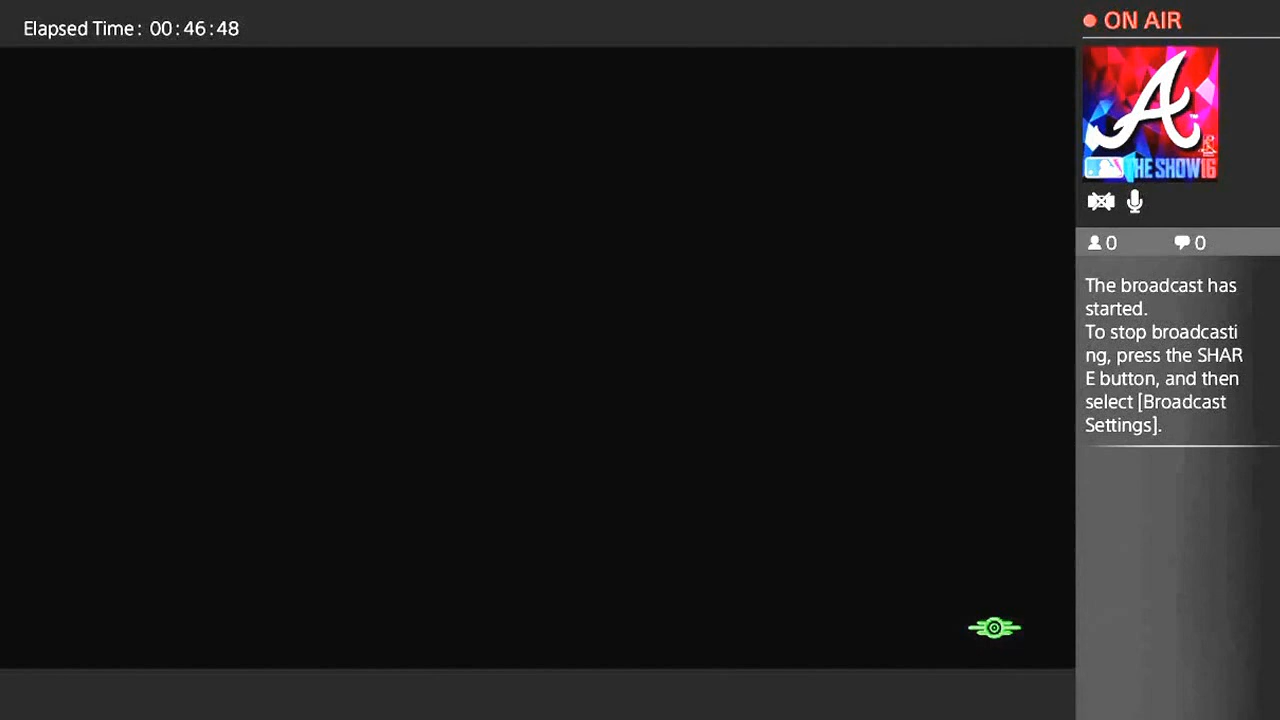 Elapsed Time: 00:46:48
ON AIR
A
THE SHOW16
0 0
The broadcast has
started.
To stop broadcasti
ng, press the SHAR
E button, and then
select [Broadcast
Settings].